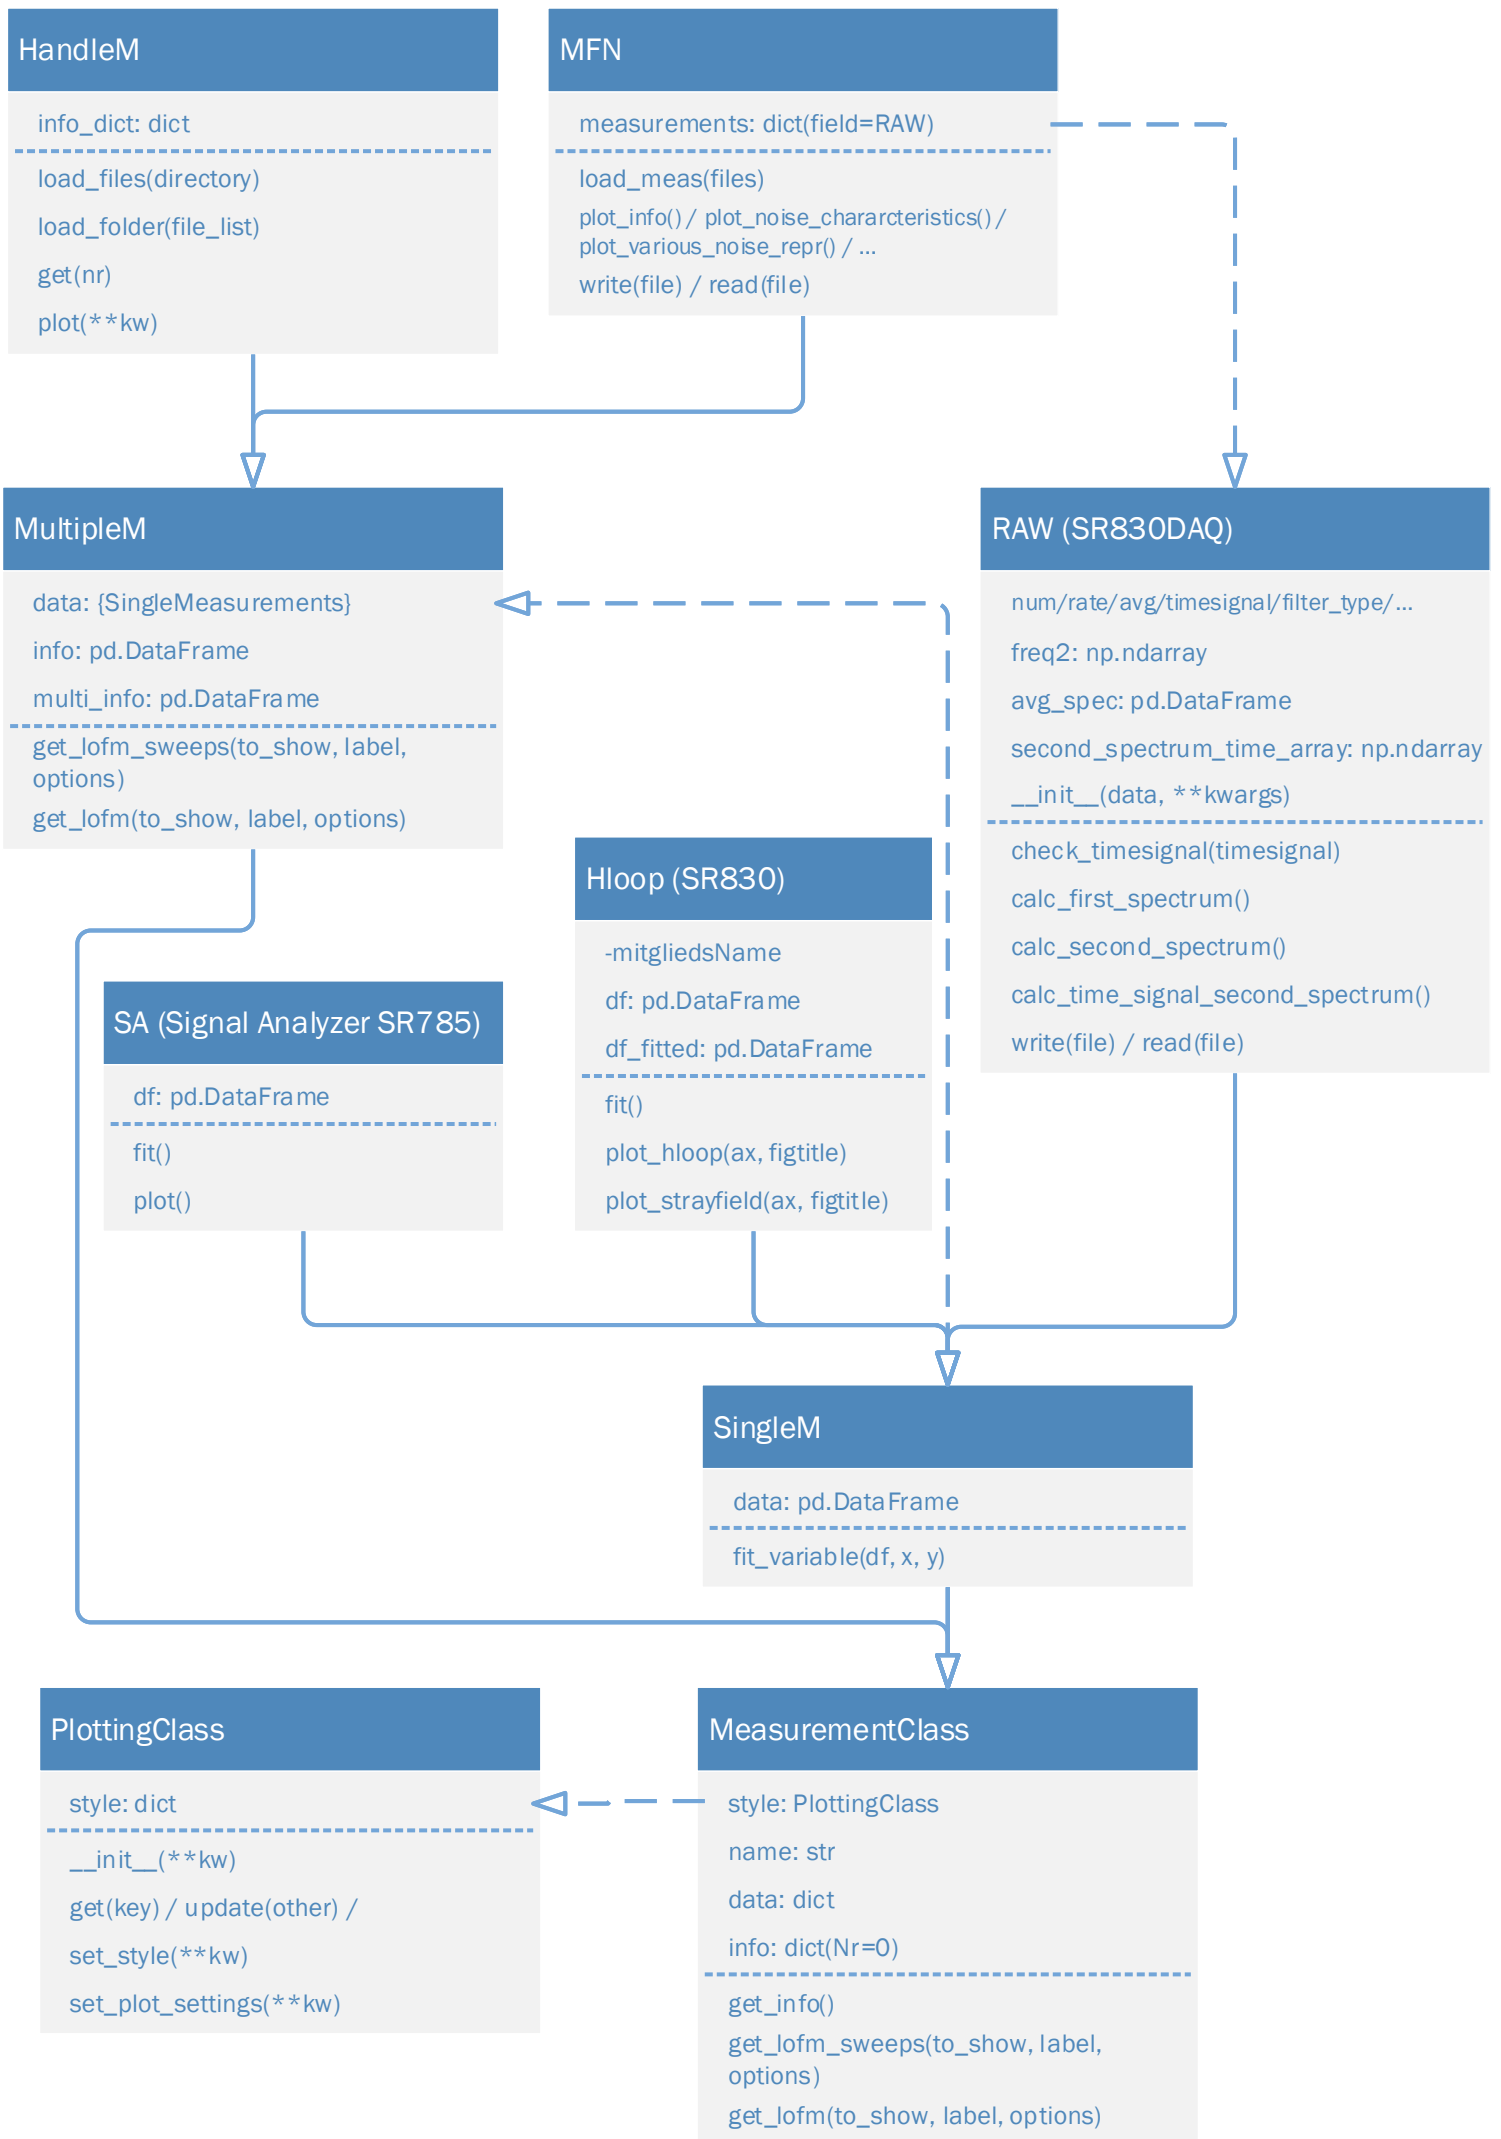 HandleM
info_dict: dict
load_files(directory)
load_folder(file_list)
get(nr)
plot(**kw)
MFN
measurements: dict(field=RAW)
load_meas(files)
plot_info() / plot_noise_chararcteristics() /
plot_various_noise_repr() / ...
write(file) / read(file)
MultipleM
data: {SingleMeasurements}
info: pd.DataFrame
multi_info: pd.DataFrame
get_lofm_sweeps(to_show, label,
options)
get_lofm(to_show, label, options)
RAW (SR830DAQ)
num/rate/avg/timesignal/filter_type/...
freq2: np.ndarray
avg_spec: pd.DataFrame
second_spectrum_time_array: np.ndarray
__init__(data, **kwargs)
check_timesignal(timesignal)
calc_first_spectrum()
calc_second_spectrum()
calc_time_signal_second_spectrum()
write(file) / read(file)
Hloop (SR830)
-mitgliedsName
df: pd.DataFrame
df_fitted: pd.DataFrame
fit()
plot_hloop(ax, figtitle)
plot_strayfield(ax, figtitle)
SA (Signal Analyzer SR785)
df: pd.DataFrame
fit()
plot()
SingleM
data: pd.DataFrame
fit_variable(df, x, y)
PlottingClass
style: dict
__init__(**kw)
get(key) / update(other) /
set_style(**kw)
set_plot_settings(**kw)
MeasurementClass
style: PlottingClass
name: str
data: dict
info: dict(Nr=0)
get_info()
get_lofm_sweeps(to_show, label,
options)
get_lofm(to_show, label, options)